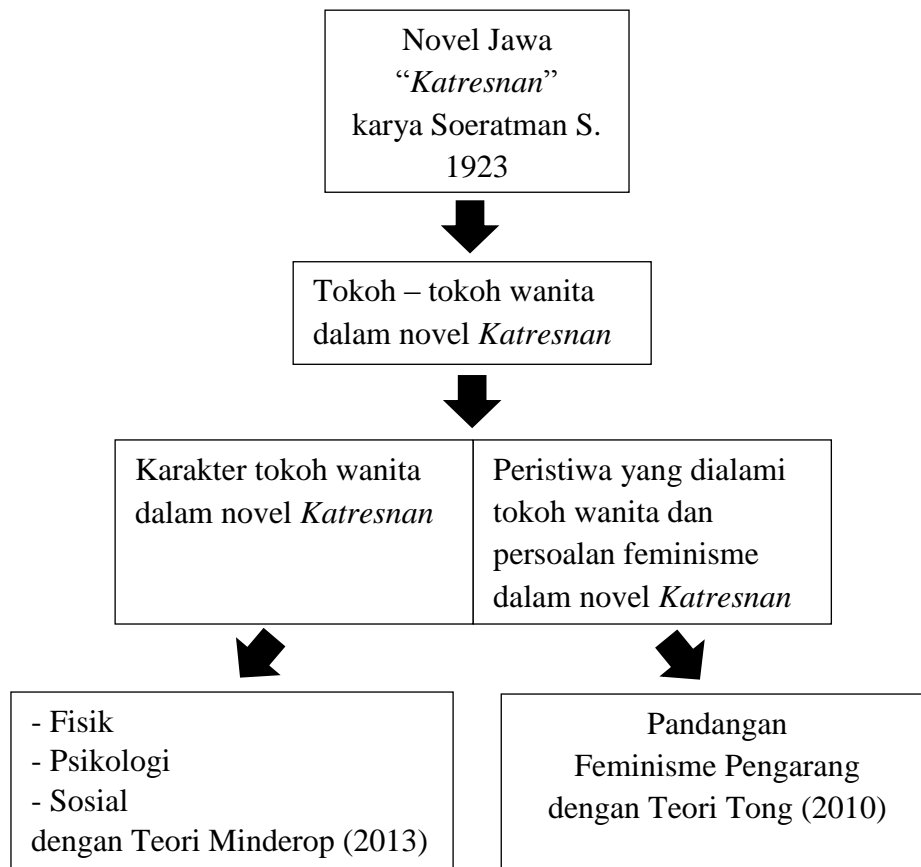 Novel Jawa
“Katresnan”
karya Soeratman S.
1923
Tokoh – tokoh wanita
dalam novel Katresnan
Karakter tokoh wanita
dalam novel Katresnan
Peristiwa yang dialami
tokoh wanita dan
persoalan feminisme
dalam novel Katresnan
- Fisik
- Psikologi
- Sosial
dengan Teori Minderop (2013)
Pandangan
Feminisme Pengarang
dengan Teori Tong (2010)